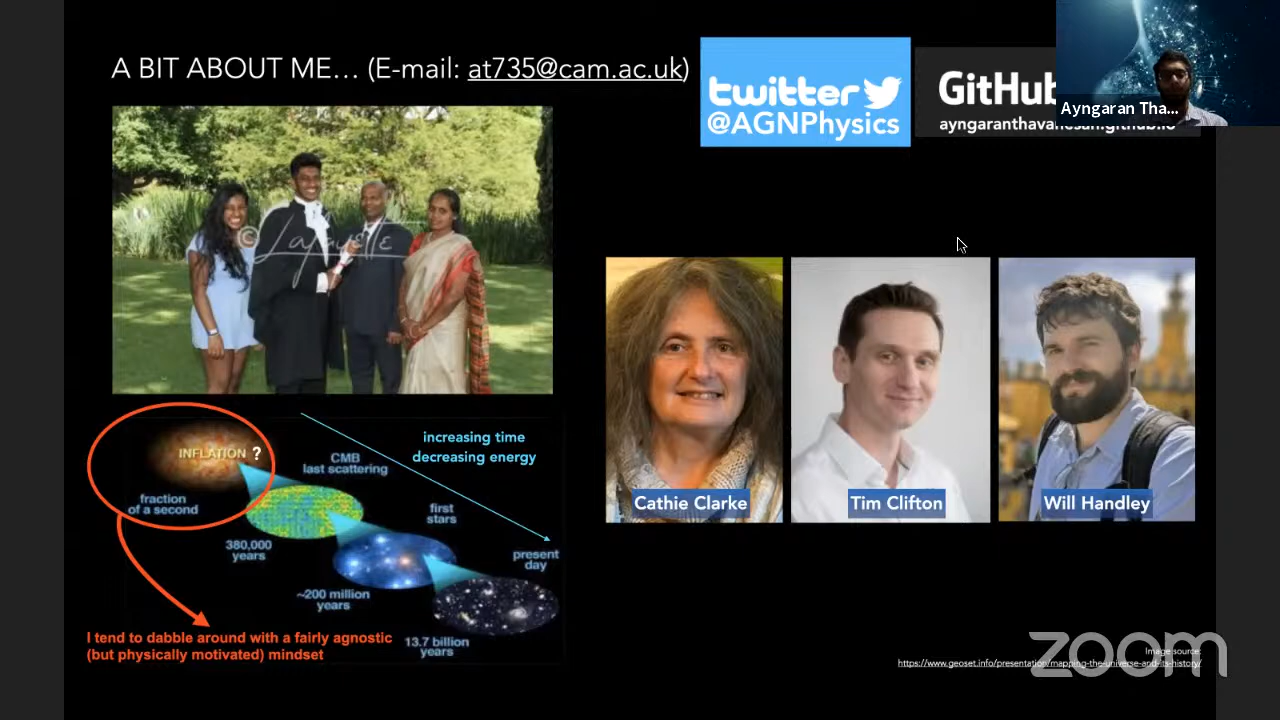 A BIT ABOUT ME… (E-mail: at735@cam.ac.uk)
twitter
@AGNPhysics
GitHub
Ayngaran Tha...
© Lafayette
INFLATION ?
fraction
of a second
CMB
last scattering
380,000
years
increasing time
decreasing energy
first
stars
~200 million
years
present
day
13.7 billion
years
I tend to dabble around with a fairly agnostic
(but physically motivated) mindset
Cathie Clarke
Tim Clifton
Will Handley
Image source:
https://www.geoset.info/presentation/mapping-the-universe-and-its-history/
zoom